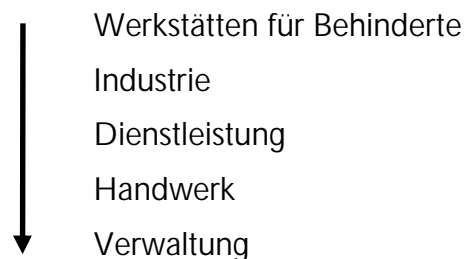 Werkstätten für Behinderte
Industrie
Dienstleistung
Handwerk
Verwaltung